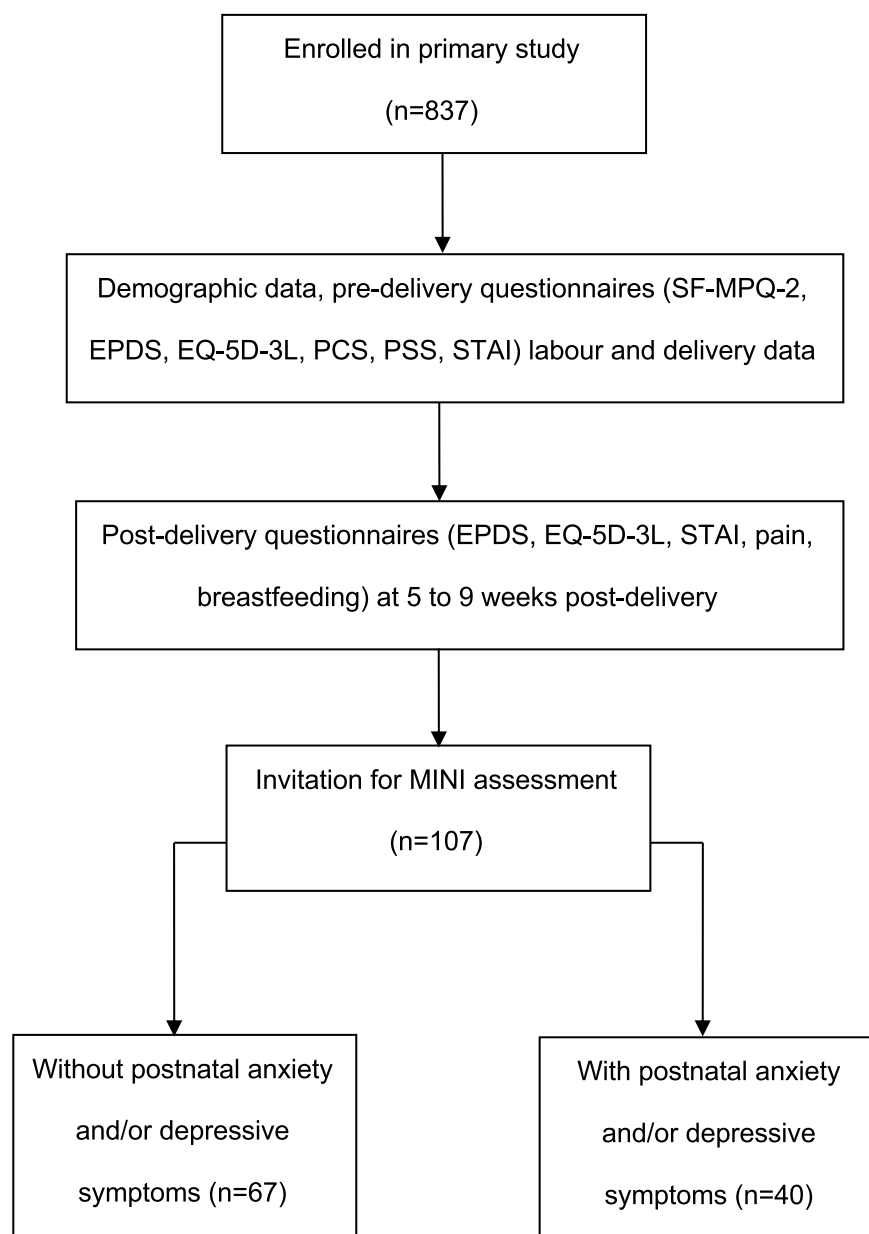 Enrolled in primary study
(n=837)
Demographic data, pre-delivery questionnaires (SF-MPQ-2,
EPDS, EQ-5D-3L, PCS, PSS, STAI) labour and delivery data
Post-delivery questionnaires (EPDS, EQ-5D-3L, STAI, pain,
breastfeeding) at 5 to 9 weeks post-delivery
Invitation for MINI assessment
(n=107)
Without postnatal anxiety
and/or depressive
symptoms (n=67)
With postnatal anxiety
and/or depressive
symptoms (n=40)